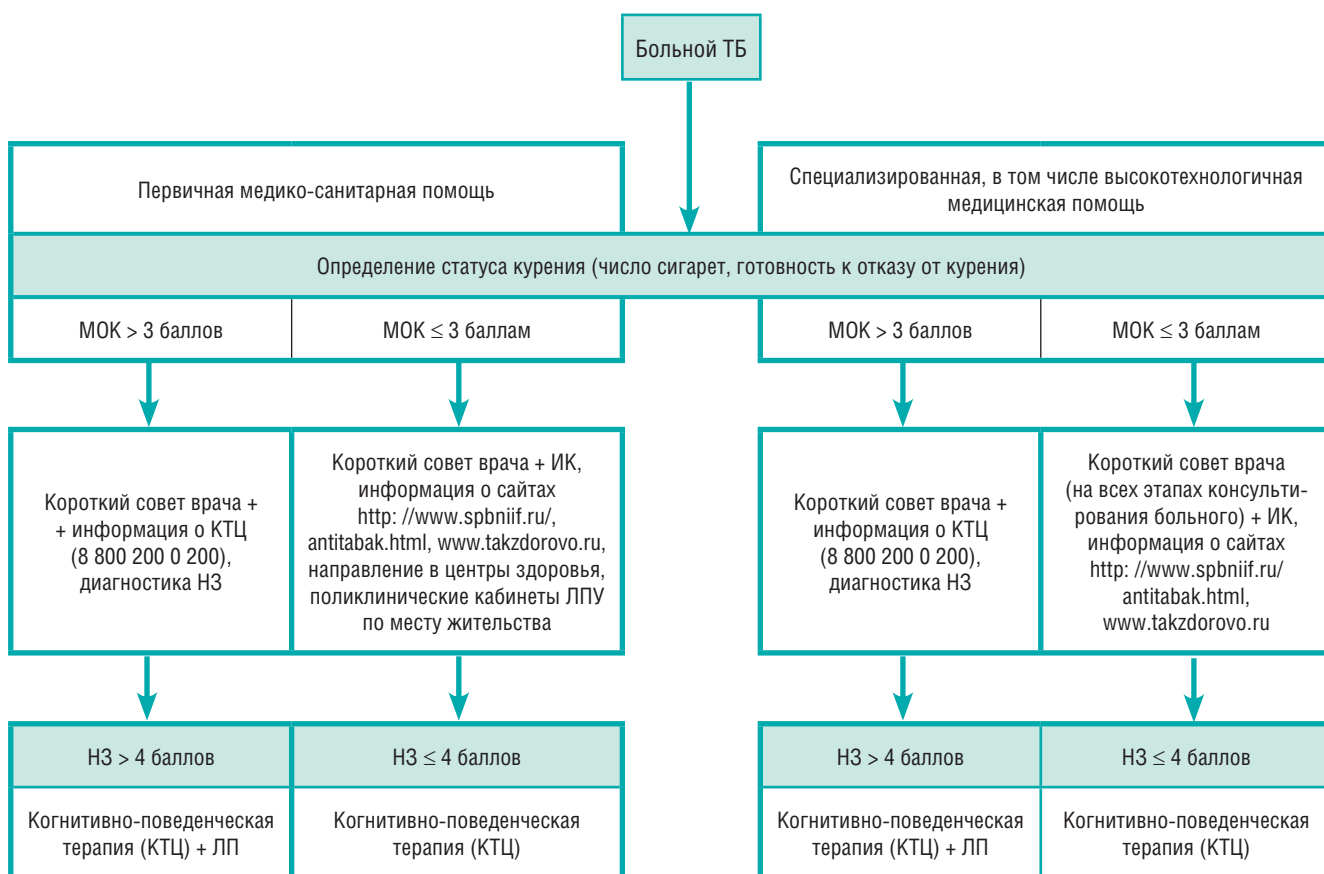 Больной ТБ
Первичная медико-санитарная помощь
Специализированная, в том числе высокотехнологичная
медицинская помощь
Определение статуса курения (число сигарет, готовность к отказу от курения)
МОК > 3 баллов
МОК ≤ 3 баллам
МОК > 3 баллов
МОК ≤ 3 баллам
Короткий совет врача +
+ информация о КТЦ
(8 800 200 0 200),
диагностика НЗ
Короткий совет врача + ИК,
информация о сайтах
http: //www.spbniif.ru/,
antitabak.html, www.takzdorovo.ru,
направление в центры здоровья,
поликлинические кабинеты ЛПУ
по месту жительства
Короткий совет врача +
информация о КТЦ
(8 800 200 0 200),
диагностика НЗ
Короткий совет врача
(на всех этапах консульти-
рования больного) + ИК,
информация о сайтах
http: //www.spbniif.ru/
antitabak.html,
www.takzdorovo.ru
НЗ > 4 баллов
НЗ ≤ 4 баллов
НЗ > 4 баллов
НЗ ≤ 4 баллов
Когнитивно-поведенческая
терапия (КТЦ) + ЛП
Когнитивно-поведенческая
терапия (КТЦ)
Когнитивно-поведенческая
терапия (КТЦ) + ЛП
Когнитивно-поведенческая
терапия (КТЦ)